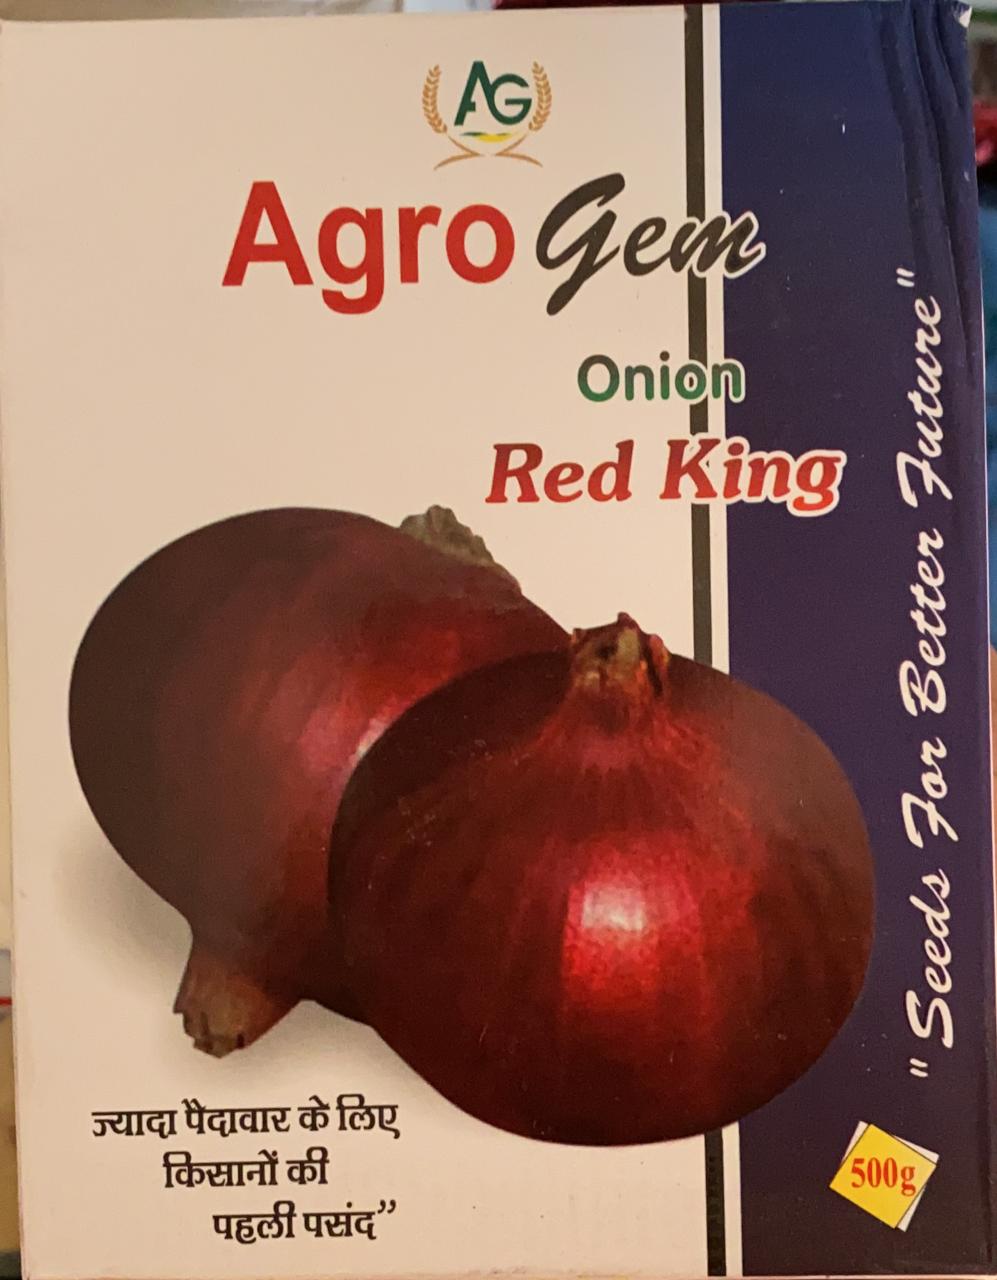 AG
Agro Gem
Onion
Red King
"Seeds For Better Future"
ज्यादा पैदावार के लिए
किसानों की
पहली पसंद”
500g